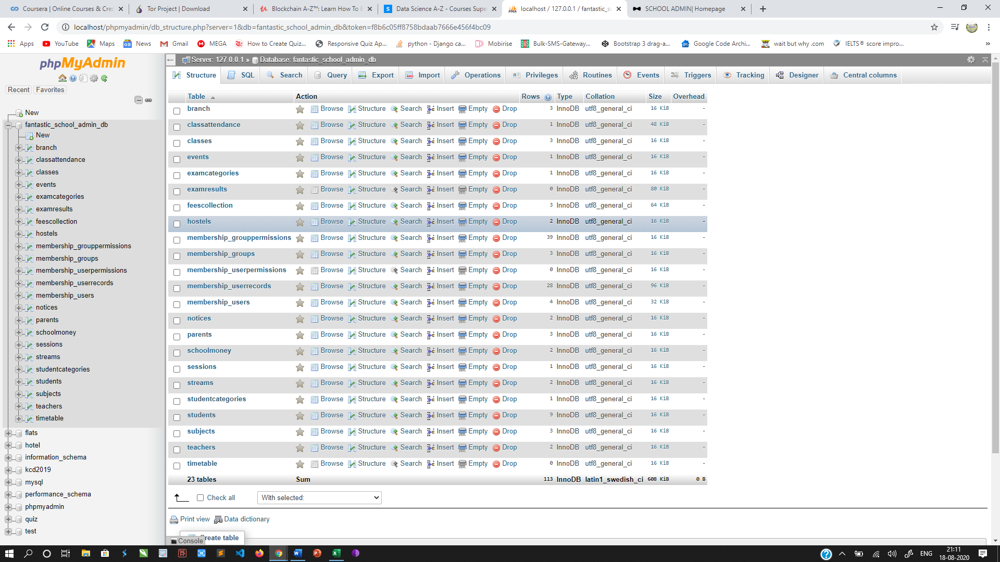 Coursera | Online Courses & Cred
Tor Project | Download
Blockchain A-Z™: Learn How To B
Data Science A-Z - Courses Supe
localhost / 127.0.0.1 / fantastic_sc
SCHOOL ADMIN| Homepage
localhost/phpmyadmin/db_structure.php?server=1&db=fantastic_school_admin_db&token=f8b6c05ff8758bdaab7666e456f4bc09
Apps YouTube Maps News Gmail MEGA How to Create Quiz... Responsive Quiz Ap... python - Django ca... Mobirise Bulk-SMS-Gateway... Bootstrap 3 drag-a... Google Code Archi... wait but why .com IELTS® score impro... »
phpMyAdmin
Recent Favorites
New
fantastic_school_admin_db
New
branch
classattendance
classes
events
examcategories
examresults
feescollection
hostels
membership_grouppermissions
membership_groups
membership_userpermissions
membership_userrecords
membership_users
notices
parents
schoolmoney
sessions
streams
studentcategories
students
subjects
teachers
timetable
flats
hotel
information_schema
kcd2019
mysql
performance_schema
phpmyadmin
quiz
test
Server: 127.0.0.1 » Database: fantastic_school_admin_db
Structure SQL Search Query Export Import Operations Privileges Routines Events Triggers Tracking Designer Central columns
Table Action Rows Type Collation Size Overhead
branch Browse Structure Search Insert Empty Drop 3 InnoDB utf8_general_ci 16 KiB -
classattendance Browse Structure Search Insert Empty Drop 1 InnoDB utf8_general_ci 48 KiB -
classes Browse Structure Search Insert Empty Drop 3 InnoDB utf8_general_ci 16 KiB -
events Browse Structure Search Insert Empty Drop 1 InnoDB utf8_general_ci 16 KiB -
examcategories Browse Structure Search Insert Empty Drop 1 InnoDB utf8_general_ci 16 KiB -
examresults Browse Structure Search Insert Empty Drop 0 InnoDB utf8_general_ci 80 KiB -
feescollection Browse Structure Search Insert Empty Drop 3 InnoDB utf8_general_ci 64 KiB -
hostels Browse Structure Search Insert Empty Drop 2 InnoDB utf8_general_ci 16 KiB -
membership_grouppermissions Browse Structure Search Insert Empty Drop 39 InnoDB utf8_general_ci 16 KiB -
membership_groups Browse Structure Search Insert Empty Drop 3 InnoDB utf8_general_ci 16 KiB -
membership_userpermissions Browse Structure Search Insert Empty Drop 0 InnoDB utf8_general_ci 16 KiB -
membership_userrecords Browse Structure Search Insert Empty Drop 28 InnoDB utf8_general_ci 96 KiB -
membership_users Browse Structure Search Insert Empty Drop 4 InnoDB utf8_general_ci 32 KiB -
notices Browse Structure Search Insert Empty Drop 2 InnoDB utf8_general_ci 16 KiB -
parents Browse Structure Search Insert Empty Drop 3 InnoDB utf8_general_ci 16 KiB -
schoolmoney Browse Structure Search Insert Empty Drop 2 InnoDB utf8_general_ci 16 KiB -
sessions Browse Structure Search Insert Empty Drop 1 InnoDB utf8_general_ci 16 KiB -
streams Browse Structure Search Insert Empty Drop 2 InnoDB utf8_general_ci 16 KiB -
studentcategories Browse Structure Search Insert Empty Drop 1 InnoDB utf8_general_ci 16 KiB -
students Browse Structure Search Insert Empty Drop 9 InnoDB utf8_general_ci 16 KiB -
subjects Browse Structure Search Insert Empty Drop 3 InnoDB utf8_general_ci 16 KiB -
teachers Browse Structure Search Insert Empty Drop 2 InnoDB utf8_general_ci 16 KiB -
timetable Browse Structure Search Insert Empty Drop 0 InnoDB utf8_general_ci 16 KiB -
23 tables Sum 113 InnoDB latin1_swedish_ci 608 KiB 0 B
Check all With selected:
Print view Data dictionary
Create table
Console
ENG
21:11
18-08-2020